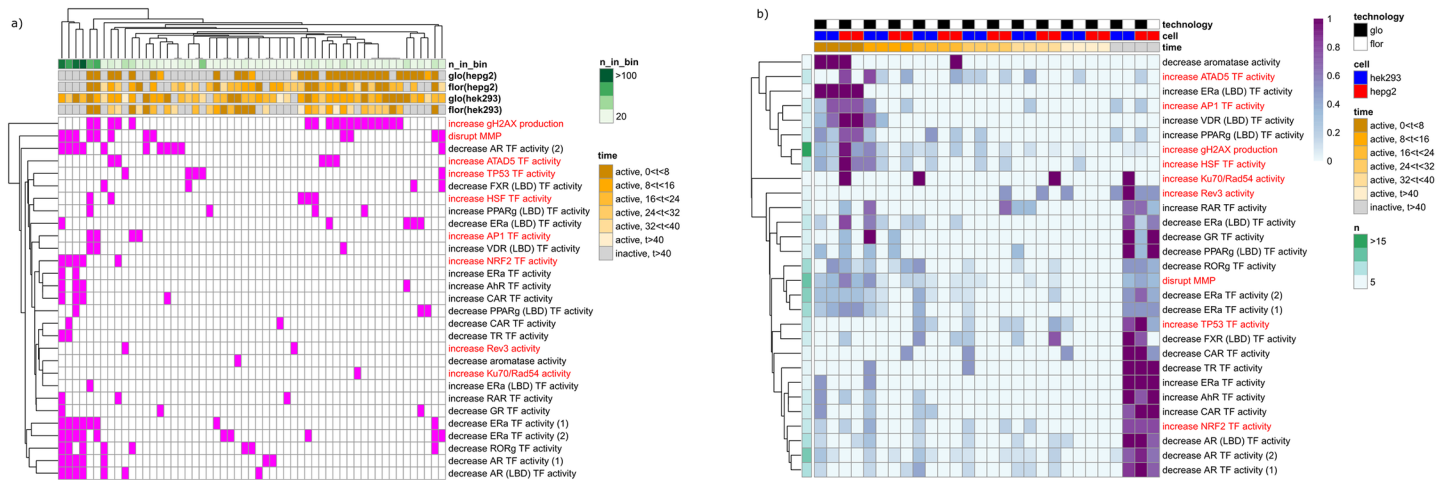 a)
n_in_bin
glo(hepg2)
flor(hepg2)
glo(hek293)
flor(hek293)
increase gH2AX production
disrupt MMP
decrease AR TF activity (2)
increase ATAD5 TF activity
increase TP53 TF activity
decrease FXR (LBD) TF activity
increase HSF TF activity
increase PPARg (LBD) TF activity
decrease ERa (LBD) TF activity
increase AP1 TF activity
increase VDR (LBD) TF activity
increase NRF2 TF activity
increase ERa TF activity
increase AhR TF activity
increase CAR TF activity
decrease PPARg (LBD) TF activity
decrease CAR TF activity
decrease TR TF activity
increase Rev3 activity
decrease aromatase activity
increase Ku70/Rad54 activity
increase ERa (LBD) TF activity
increase RAR TF activity
decrease GR TF activity
decrease ERa TF activity (1)
decrease ERa TF activity (2)
decrease RORg TF activity
decrease AR TF activity (1)
decrease AR (LBD) TF activity
n_in_bin
>100
20
time
active, 0<t<8
active, 8<t<16
active, 16<t<24
active, 24<t<32
active, 32<t<40
active, t>40
inactive, t>40
b)
technology
cell
time
decrease aromatase activity
increase ATAD5 TF activity
increase ERa (LBD) TF activity
increase AP1 TF activity
increase VDR (LBD) TF activity
increase PPARg (LBD) TF activity
increase gH2AX production
increase HSF TF activity
increase Ku70/Rad54 activity
increase Rev3 activity
increase RAR TF activity
decrease ERa (LBD) TF activity
decrease GR TF activity
decrease PPARg (LBD) TF activity
decrease RORg TF activity
disrupt MMP
decrease ERa TF activity (2)
decrease ERa TF activity (1)
increase TP53 TF activity
decrease FXR (LBD) TF activity
decrease CAR TF activity
decrease TR TF activity
increase ERa TF activity
increase AhR TF activity
increase CAR TF activity
increase NRF2 TF activity
decrease AR (LBD) TF activity
decrease AR TF activity (2)
decrease AR TF activity (1)
1
0.8
0.6
0.4
0.2
0
technology
glo
flor
cell
hek293
hepg2
time
active, 0<t<8
active, 8<t<16
active, 16<t<24
active, 24<t<32
active, 32<t<40
active, t>40
inactive, t>40
n
>15
5